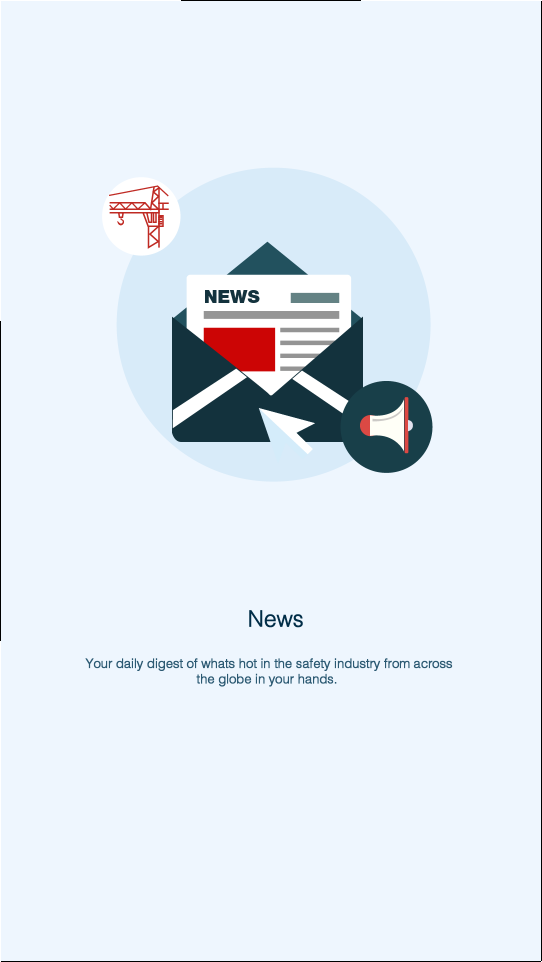 NEWS
News
Your daily digest of whats hot in the safety industry from across
the globe in your hands.